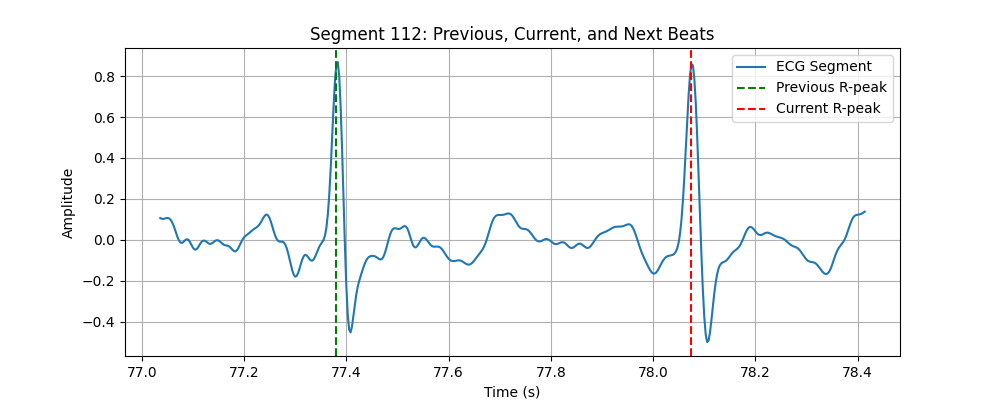 Segment 112: Previous, Current, and Next Beats
ECG Segment
Previous R-peak
Current R-peak
Amplitude
0.8
0.6
0.4
0.2
0.0
−0.2
−0.4
77.0 77.2 77.4 77.6 77.8 78.0 78.2 78.4
Time (s)